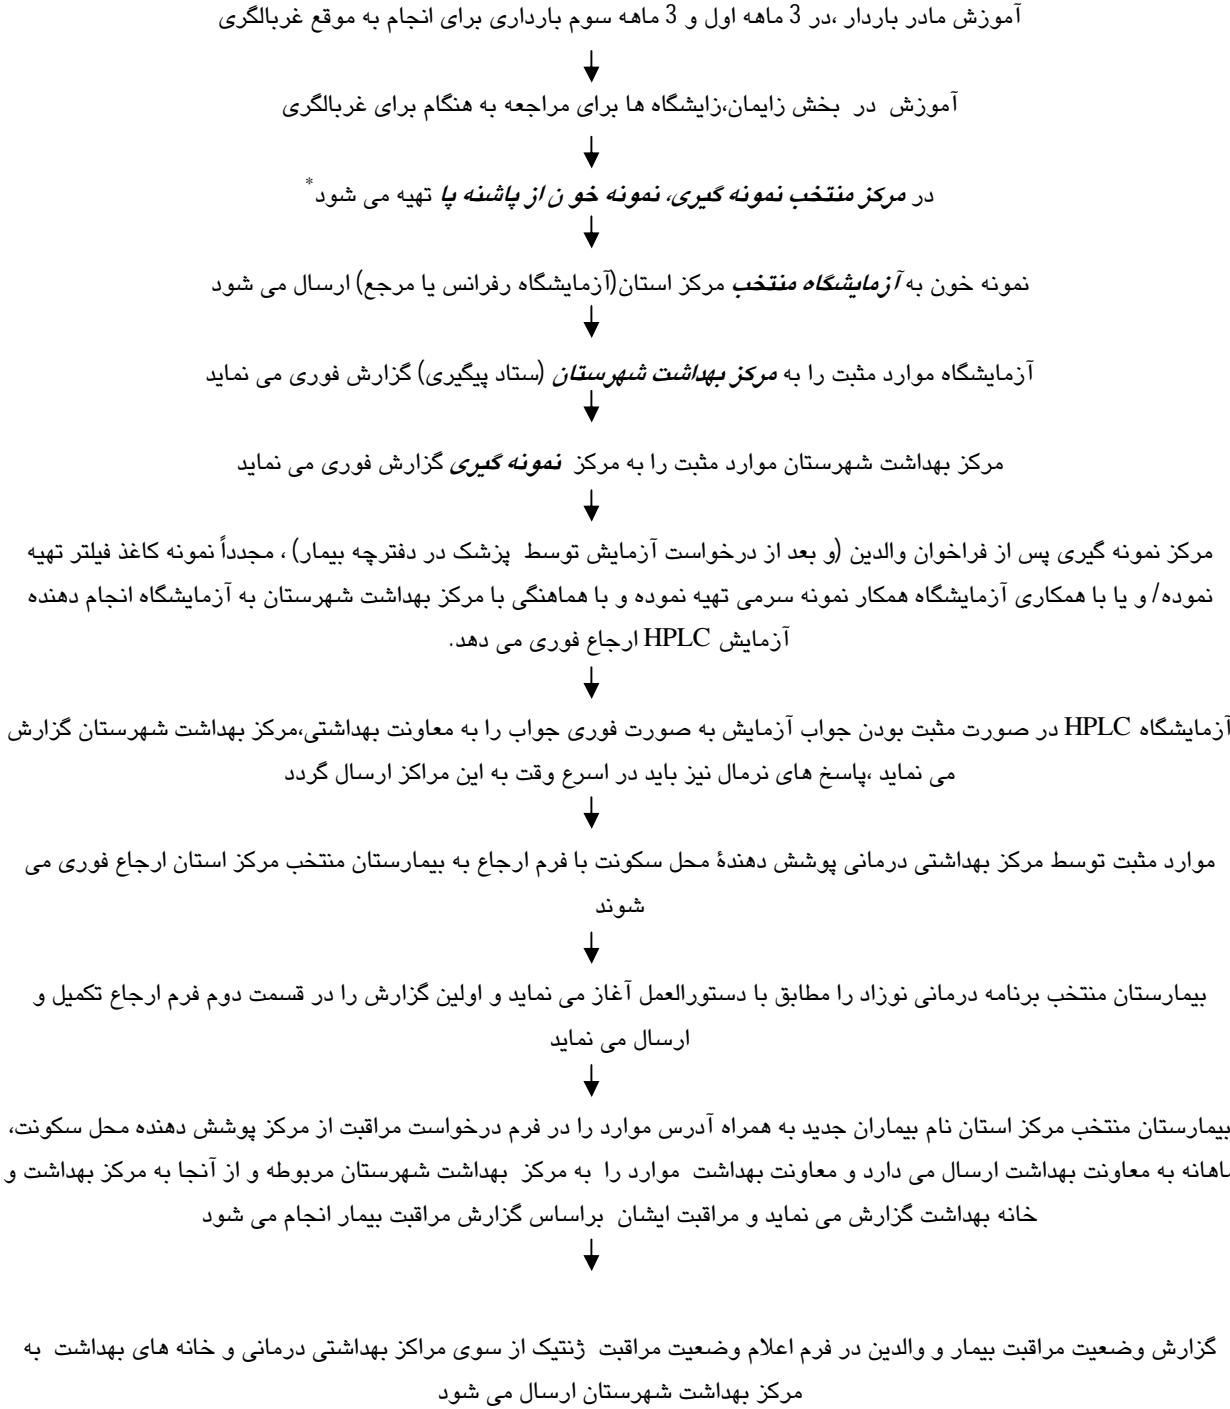 آموزش مادر باردار ،در 3 ماهه اول و 3 ماهه سوم بارداری برای انجام به موقع غربالگری
آموزش در بخش زایمان،زایشگاه ها برای مراجعه به هنگام برای غربالگری
در مرکز منتخب نمونه گیری، نمونه خو ن از پاشنه پا تهیه می شود*
نمونه خون به آزمایشگاه منتخب مرکز استان(آزمایشگاه رفرانس یا مرجع) ارسال می شود
آزمایشگاه موارد مثبت را به مرکز بهداشت شهرستان (ستاد پیگیری) گزارش فوری می نماید
مرکز بهداشت شهرستان موارد مثبت را به مرکز نمونه گیری گزارش فوری می نماید
مرکز نمونه گیری پس از فراخوان والدین (و بعد از درخواست آزمایش توسط پزشک در دفترچه بیمار) ، مجدداً نمونه کاغذ فیلتر تهیه
نموده/ و یا با همکاری آزمایشگاه همکار نمونه سرمی تهیه نموده و با هماهنگی با مرکز بهداشت شهرستان به آزمایشگاه انجام دهنده
آزمایش HPLC ارجاع فوری می دهد.
آزمایشگاه HPLC در صورت مثبت بودن جواب آزمایش به صورت فوری جواب را به معاونت بهداشتی،مرکز بهداشت شهرستان گزارش
می نماید ،پاسخ های نرمال نیز باید در اسرع وقت به این مراکز ارسال گردد
موارد مثبت توسط مرکز بهداشتی درمانی پوشش دهندۀ محل سکونت با فرم ارجاع به بیمارستان منتخب مرکز استان ارجاع فوری می
شوند
بیمارستان منتخب برنامه درمانی نوزاد را مطابق با دستورالعمل آغاز می نماید و اولین گزارش را در قسمت دوم فرم ارجاع تکمیل و
ارسال می نماید
بیمارستان منتخب مرکز استان نام بیماران جدید به همراه آدرس موارد را در فرم درخواست مراقبت از مرکز پوشش دهنده محل سکونت،
ماهانه به معاونت بهداشت ارسال می دارد و معاونت بهداشت موارد را به مرکز بهداشت شهرستان مربوطه و از آنجا به مرکز بهداشت و
خانه بهداشت گزارش می نماید و مراقبت ایشان براساس گزارش مراقبت بیمار انجام می شود
گزارش وضعیت مراقبت بیمار و والدین در فرم اعلام وضعیت مراقبت ژنتیک از سوی مراکز بهداشتی درمانی و خانه های بهداشت به
مرکز بهداشت شهرستان ارسال می شود